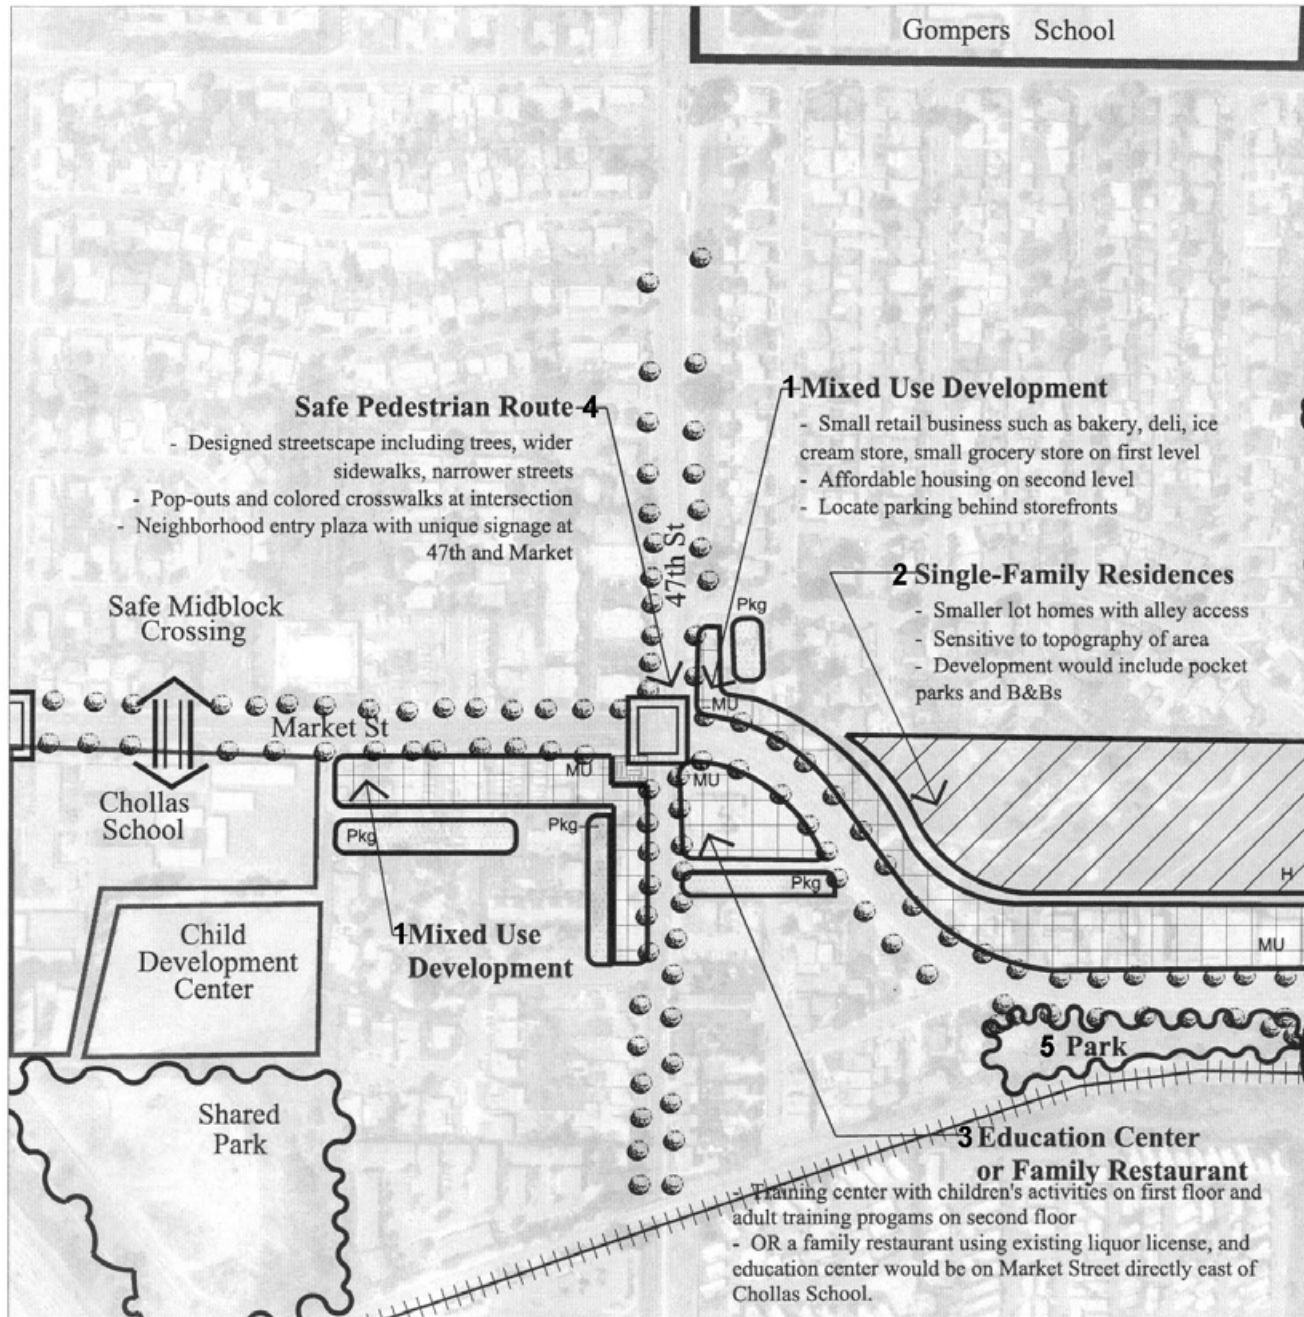 Gompers School
1 Mixed Use Development
- Small retail business such as bakery, deli, ice
cream store, small grocery store on first level
- Affordable housing on second level
- Locate parking behind storefronts
Safe Pedestrian Route 4
- Designed streetscape including trees, wider
sidewalks, narrower streets
- Pop-outs and colored crosswalks at intersection
- Neighborhood entry plaza with unique signage at
47th and Market
47th St
2 Single-Family Residences
- Smaller lot homes with alley access
- Sensitive to topography of area
- Development would include pocket
parks and B&Bs
Safe Midblock
Crossing
Pkg
MU
Market St
MU
MU
Chollas
School
Pkg
Pkg
Pkg
H
MU
1 Mixed Use
Development
Child
Development
Center
5 Park
Shared
Park
3 Education Center
or Family Restaurant
- Training center with children's activities on first floor and
adult training progams on second floor
- OR a family restaurant using existing liquor license, and
education center would be on Market Street directly cast of
Chollas School.